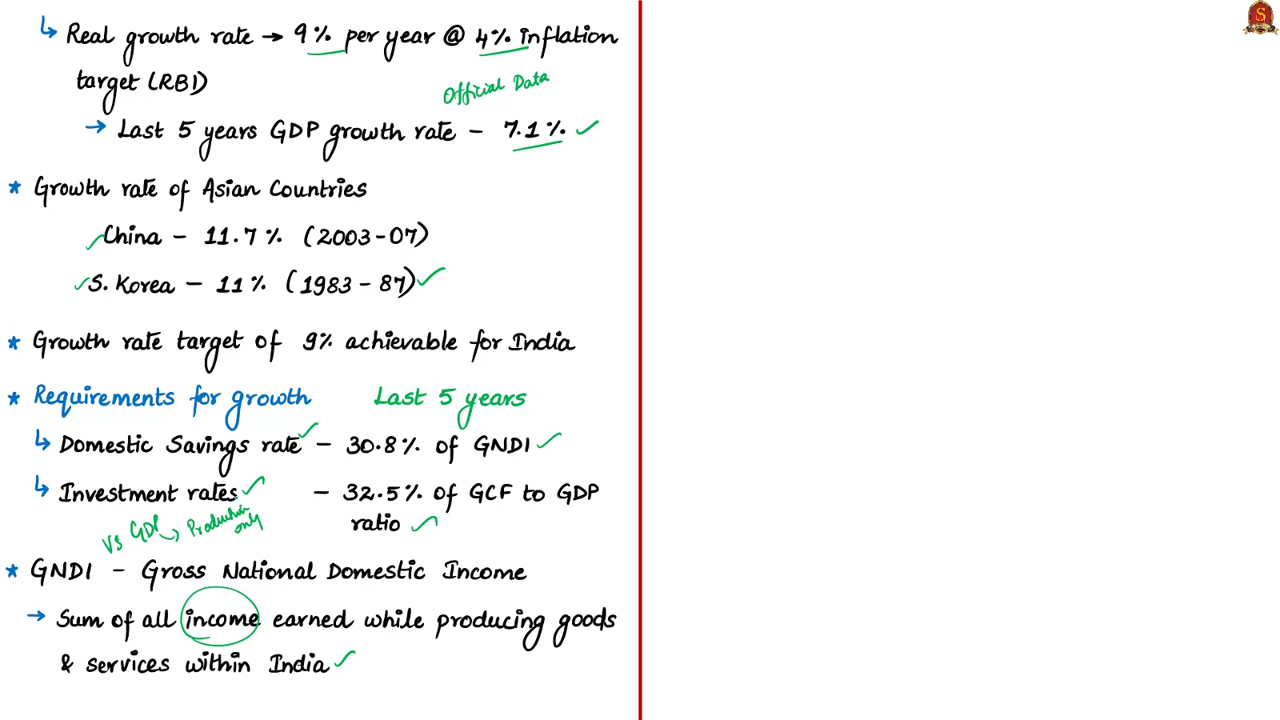 ↳ Real growth rate → 9% per year @ 4% inflation
target (RBI)
Official Data
→ Last 5 years GDP growth rate - 7.1% ✓
* Growth rate of Asian Countries
✓ China - 11.7% (2003-07)
✓ S. Korea - 11% (1983-87) ✓
* Growth rate target of 9% achievable for India
* Requirements for growth Last 5 years
↳ Domestic Savings rate ✓ - 30.8% of GNDI ✓
↳ Investment rates ✓ - 32.5% of GCF to GDP
ratio ✓
vs GDP → Production
only
* GNDI - Gross National Domestic Income
→ Sum of all income earned while producing goods
& services within India ✓
S